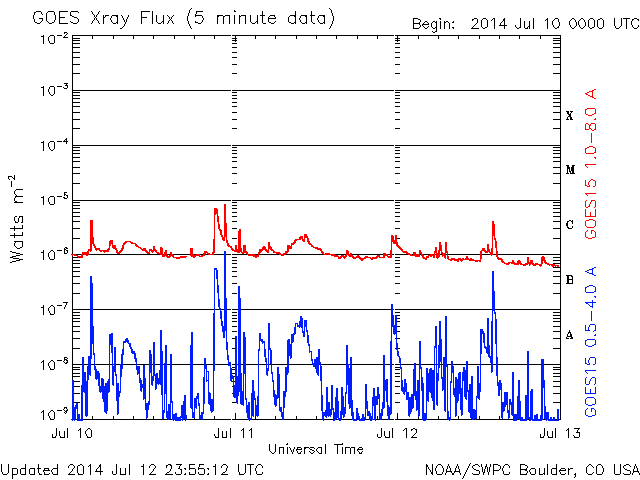 GOES Xray Flux (5 minute data)
Begin: 2014 Jul 10 0000 UTC
10-2
10-3
10-4
10-5
10-6
10-7
10-8
10-9
Watts m-2
X
M
C
B
A
GOES15 1.0-8.0 A
GOES15 0.5-4.0 A
Jul 10
Jul 11
Jul 12
Jul 13
Universal Time
Updated 2014 Jul 12 23:55:12 UTC
NOAA/SWPC Boulder, CO USA